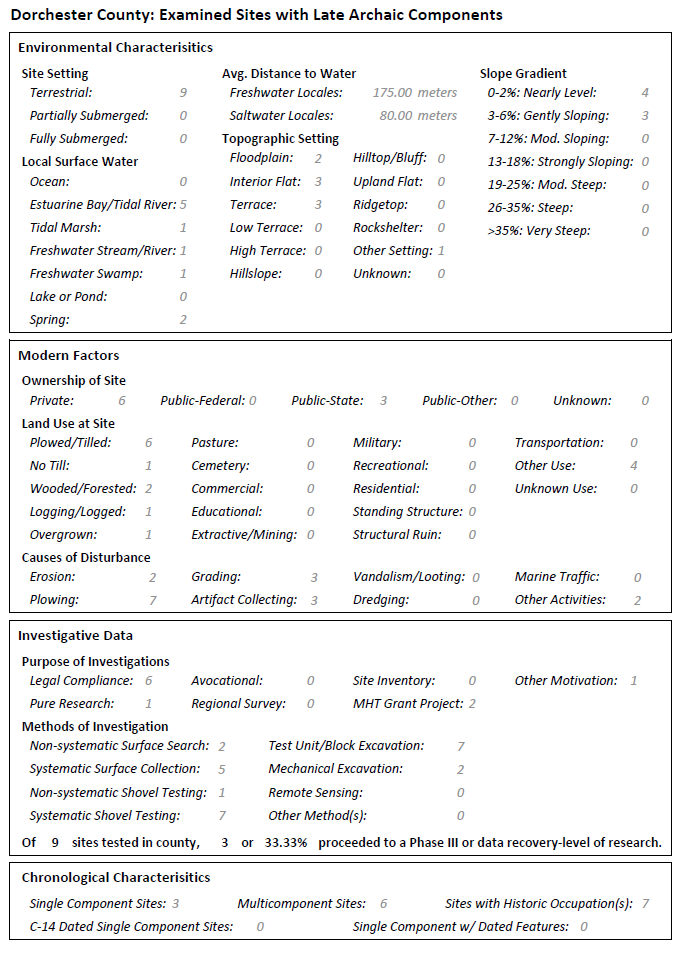 Dorchester County: Examined Sites with Late Archaic Components
Environmental Characterisitics
Site Setting
Terrestrial: 9
Partially Submerged: 0
Fully Submerged: 0
Local Surface Water
Ocean: 0
Estuarine Bay/Tidal River: 5
Tidal Marsh: 1
Freshwater Stream/River: 1
Freshwater Swamp: 1
Lake or Pond: 0
Spring: 2
Avg. Distance to Water
Freshwater Locales: 175.00 meters
Saltwater Locales: 80.00 meters
Topographic Setting
Floodplain: 2 Hilltop/Bluff: 0
Interior Flat: 3 Upland Flat: 0
Terrace: 3 Ridgetop: 0
Low Terrace: 0 Rockshelter: 0
High Terrace: 0 Other Setting: 1
Hillslope: 0 Unknown: 0
Slope Gradient
0-2%: Nearly Level: 4
3-6%: Gently Sloping: 3
7-12%: Mod. Sloping: 0
13-18%: Strongly Sloping: 0
19-25%: Mod. Steep: 0
26-35%: Steep: 0
>35%: Very Steep: 0
Modern Factors
Ownership of Site
Private: 6 Public-Federal: 0 Public-State: 3 Public-Other: 0 Unknown: 0
Land Use at Site
Plowed/Tilled: 6 Pasture: 0 Military: 0 Transportation: 0
No Till: 1 Cemetery: 0 Recreational: 0 Other Use: 4
Wooded/Forested: 2 Commercial: 0 Residential: 0 Unknown Use: 0
Logging/Logged: 1 Educational: 0 Standing Structure: 0
Overgrown: 1 Extractive/Mining: 0 Structural Ruin: 0
Causes of Disturbance
Erosion: 2 Grading: 3 Vandalism/Looting: 0 Marine Traffic: 0
Plowing: 7 Artifact Collecting: 3 Dredging: 0 Other Activities: 2
Investigative Data
Purpose of Investigations
Legal Compliance: 6 Avocational: 0 Site Inventory: 0 Other Motivation: 1
Pure Research: 1 Regional Survey: 0 MHT Grant Project: 2
Methods of Investigation
Non-systematic Surface Search: 2 Test Unit/Block Excavation: 7
Systematic Surface Collection: 5 Mechanical Excavation: 2
Non-systematic Shovel Testing: 1 Remote Sensing: 0
Systematic Shovel Testing: 7 Other Method(s): 0
Of 9 sites tested in county, 3 or 33.33% proceeded to a Phase III or data recovery-level of research.
Chronological Characterisitics
Single Component Sites: 3 Multicomponent Sites: 6 Sites with Historic Occupation(s): 7
C-14 Dated Single Component Sites: 0 Single Component w/ Dated Features: 0